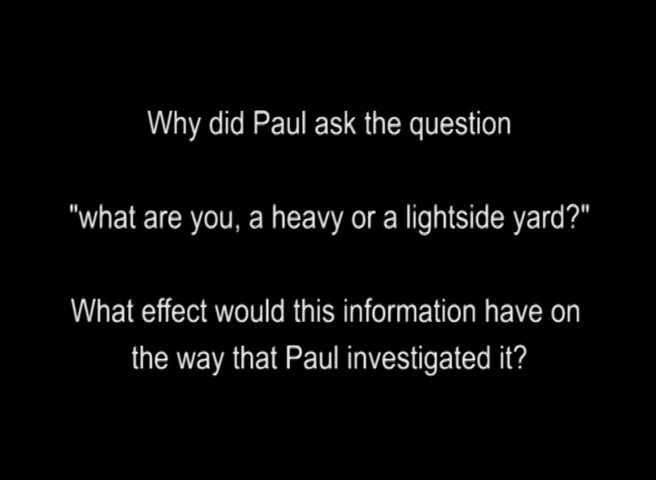 Why did Paul ask the question
"what are you, a heavy or a lightside yard?"
What effect would this information have on
the way that Paul investigated it?